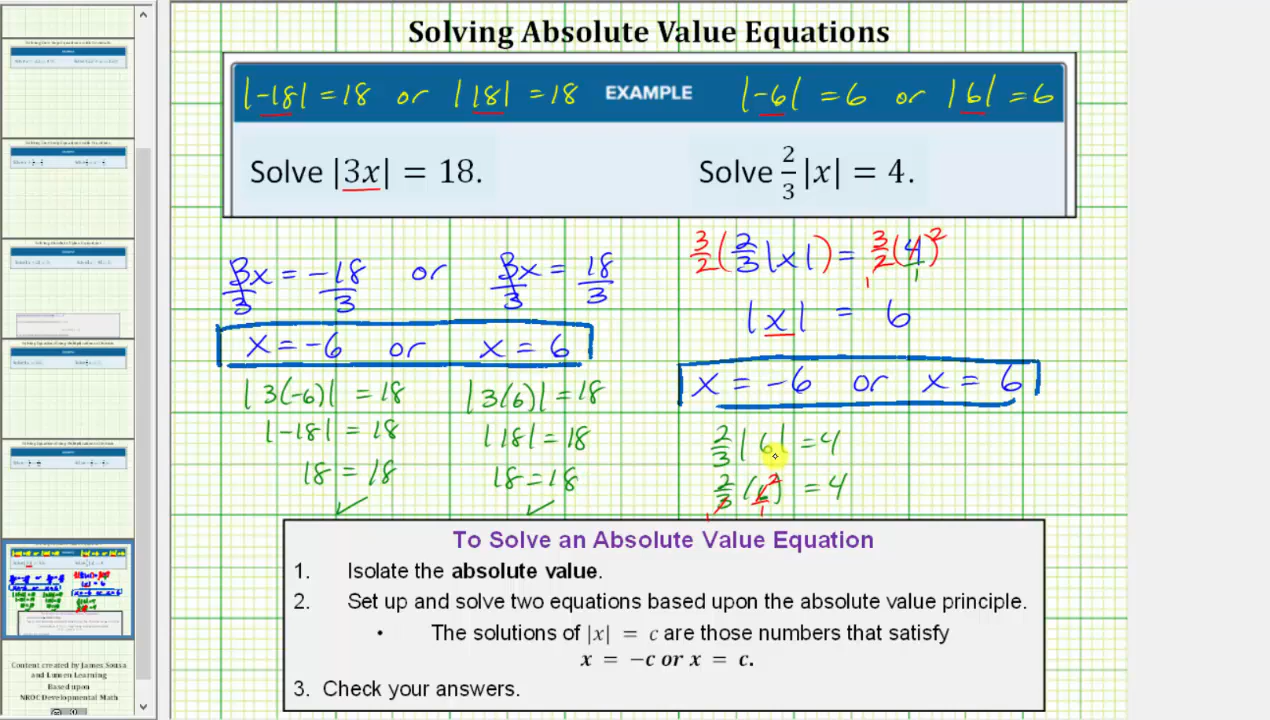 Solving Absolute Value Equations
|-18| = 18 or |18| = 18 EXAMPLE |-6| = 6 or |6| = 6
Solve |3x| = 18. Solve 2/3 |x| = 4.
3x/3 = -18/3 or 3x/3 = 18/3
x = -6 or x = 6
|3(-6)| = 18 |3(6)| = 18
|-18| = 18 |18| = 18
18 = 18 18 = 18
✓ ✓
3/2 (2/3 |x|) = 3/2 (4) 2
1 1
|x| = 6
x = -6 or x = 6
2/3 |6| = 4
2/3 (6) 2 = 4
1 1
To Solve an Absolute Value Equation
1. Isolate the absolute value.
2. Set up and solve two equations based upon the absolute value principle.
• The solutions of |x| = c are those numbers that satisfy
x = −c or x = c.
3. Check your answers.
Content created by James Sousa
and Lumen Learning
Based upon
NROC Developmental Math